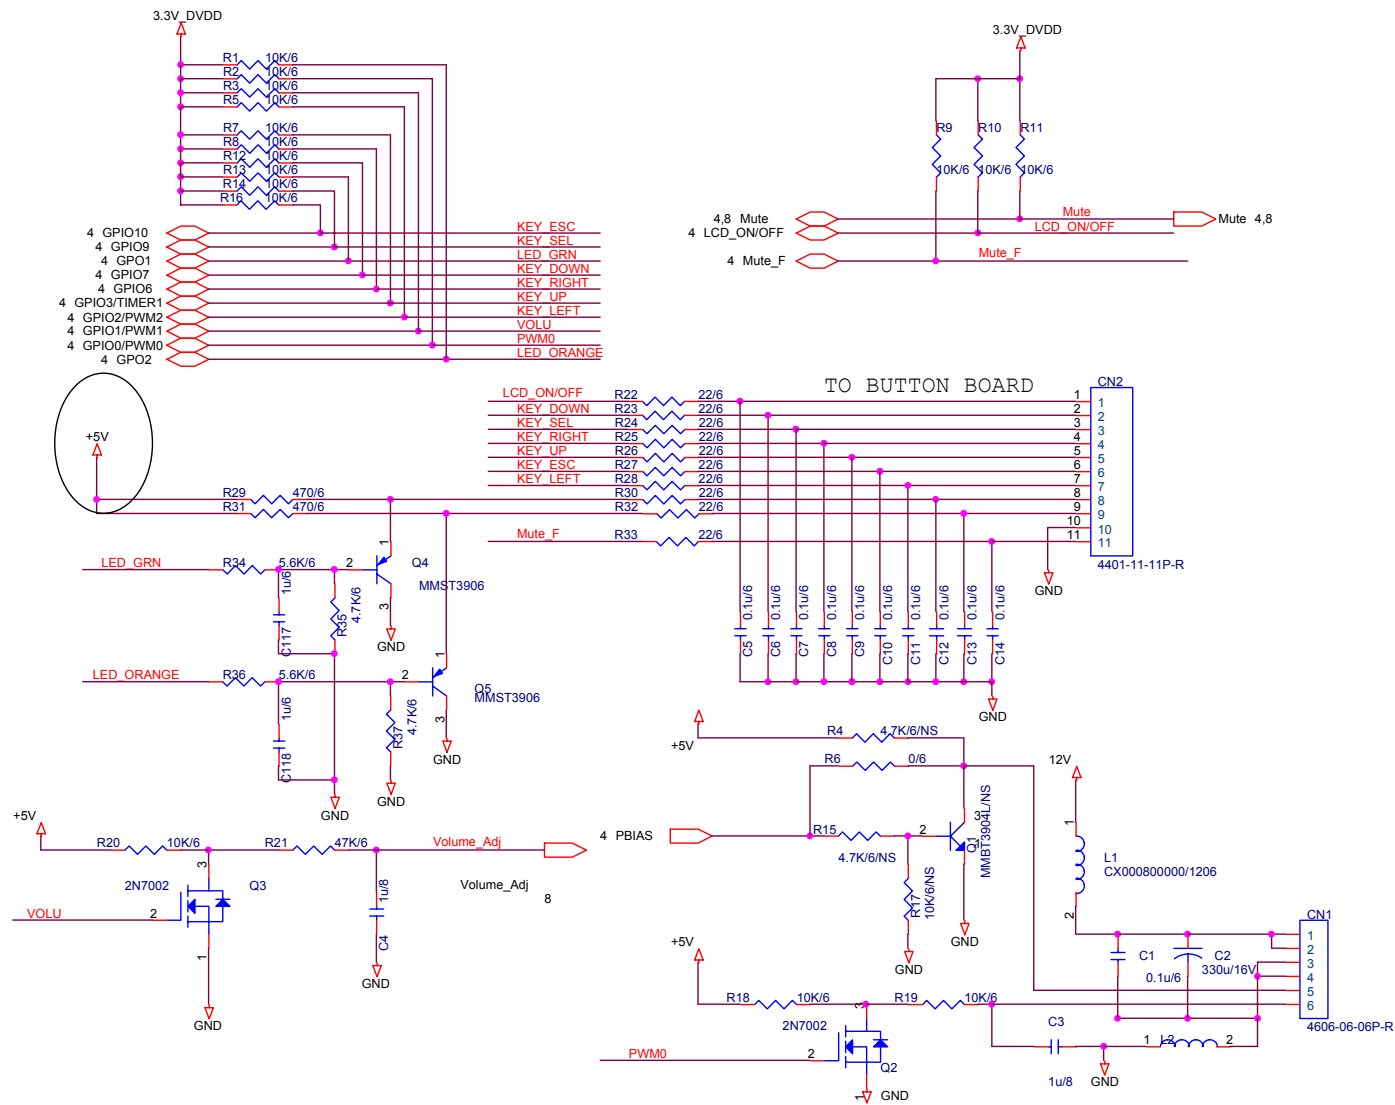 3.3V_DVDD
R1 10K/6
R2 10K/6
R3 10K/6
R5 10K/6
R7 10K/6
R8 10K/6
R12 10K/6
R13 10K/6
R14 10K/6
R16 10K/6
4 GPIO10 KEY_ESC
4 GPIO9 KEY_SEL
4 GPO1 LED_GRN
4 GPIO7 KEY_DOWN
4 GPIO6 KEY_RIGHT
4 GPIO3/TIMER1 KEY_UP
4 GPIO2/PWM2 KEY_LEFT
4 GPIO1/PWM1 VOLU
4 GPIO0/PWM0 PWM0
4 GPO2 LED_ORANGE
3.3V_DVDD
R9 R10 R11
10K/6 10K/6 10K/6
4,8 Mute Mute Mute 4,8
4 LCD_ON/OFF LCD_ON/OFF
4 Mute_F Mute_F
TO BUTTON BOARD
CN2
LCD_ON/OFF R22 22/6 1 1
KEY_DOWN R23 22/6 2 2
KEY_SEL R24 22/6 3 3
KEY_RIGHT R25 22/6 4 4
KEY_UP R26 22/6 5 5
KEY_ESC R27 22/6 6 6
KEY_LEFT R28 22/6 7 7
+5V
R29 470/6 R30 22/6 8 8
R31 470/6 R32 22/6 9 9
10 10
Mute_F R33 22/6 11 11
4401-11-11P-R
GND
LED_GRN R34 5.6K/6 2 1 3 Q4
MMST3906
1u/6 C117
R35 4.7K/6
GND
LED_ORANGE R36 5.6K/6 2 1 3 Q5
MMST3906
1u/6 C118
R37 4.7K/6
GND
GND
GND
0.1u/6 0.1u/6 0.1u/6 0.1u/6 0.1u/6 0.1u/6 0.1u/6 0.1u/6 0.1u/6 0.1u/6
C5 C6 C7 C8 C9 C10 C11 C12 C13 C14
GND
+5V
R20 10K/6 R21 47K/6 Volume_Adj
Volume_Adj
8
2N7002 3 Q3
VOLU 2
1
1u/8
C4
GND
GND
+5V
R4 4.7K/6/NS
R6 0/6
4 PBIAS R15 2 3 1
4.7K/6/NS
Q1
MMBT3904L/NS
R17
10K/6/NS
GND
GND
12V
1
L1
CX000800000/1206
2
CN1
1
2
3
4
5
6
4606-06-06P-R
C1
0.1u/6
C2
330u/16V
+5V
R18 10K/6 R19 10K/6
2N7002 3
PWM0 2 Q2
1 GND
C3
1u/8
GND
1 L2 2